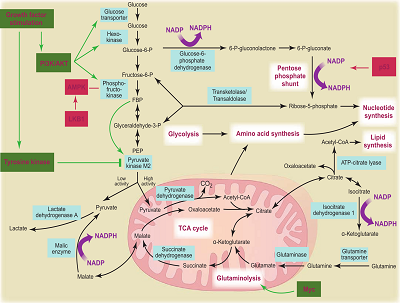 Growth factor
stimulation
Glucose
Glucose
transporter
Glucose
NADP
NADPH
Hexo-
kinase
PI3K/AKT
Glucose-6-P
Glucose-6-
phosphate
dehydrogenase
6-P-gluconolactone
6-P-gluconate
NADP
NADPH
p53
Pentose
phosphate
shunt
Fructose-6-P
AMPK
Phospho-
fructo-
kinase
LKB1
FBP
Transketolase/
Transaldolase
Ribose-5-phosphate
Nucleotide
synthesis
Glyceraldehyde-3-P
Glycolysis
Amino acid synthesis
Lipid
synthesis
Acetyl-CoA
ATP-citrate lyase
Oxaloacetate
PEP
Tyrosine kinase
Pyruvate
kinase M2
Low
activity
High
activity
Citrate
Isocitrate
Pyruvate
dehydrogenase
CO2
Acetyl-CoA
Lactate
dehydrogenase A
Pyruvate
Pyruvate
Oxaloacetate
Citrate
Isocitrate
dehydrogenase 1
NADP
NADPH
Lactate
TCA cycle
Malic
enzyme
NADPH
NADP
Malate
α-Ketoglutarate
α-Ketoglutarate
Succinate
dehydrogenase
Glutaminase
Glutamine
transporter
Malate
Succinate
Glutamate
Glutamine
Glutamine
Glutaminolysis
Myc